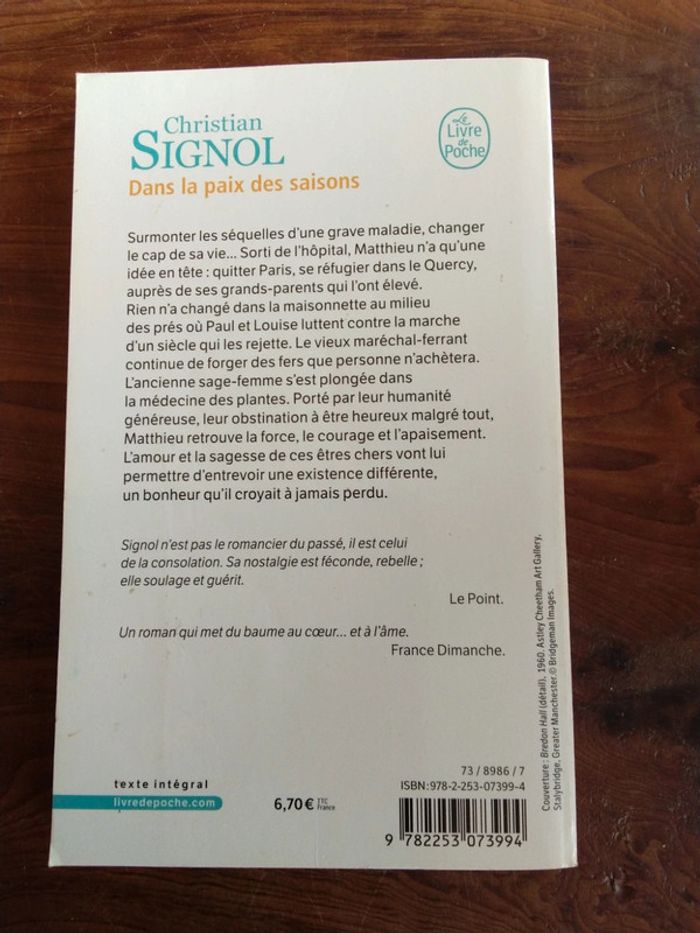 Christian
SIGNOL
Dans la paix des saisons
Le
Livre
de
Poche
Surmonter les séquelles d'une grave maladie, changer
le cap de sa vie... Sorti de l'hôpital, Matthieu n'a qu'une
idée en tête : quitter Paris, se réfugier dans le Quercy,
auprès de ses grands-parents qui l'ont élevé.
Rien n'a changé dans la maisonnette au milieu
des prés où Paul et Louise luttent contre la marche
d'un siècle qui les rejette. Le vieux maréchal-ferrant
continue de forger des fers que personne n'achètera.
L'ancienne sage-femme s'est plongée dans
la médecine des plantes. Porté par leur humanité
généreuse, leur obstination à être heureux malgré tout,
Matthieu retrouve la force, le courage et l'apaisement.
L'amour et la sagesse de ces êtres chers vont lui
permettre d'entrevoir une existence différente,
un bonheur qu'il croyait à jamais perdu.
Signol n'est pas le romancier du passé, il est celui
de la consolation. Sa nostalgie est féconde, rebelle ;
elle soulage et guérit.
Le Point.
Un roman qui met du baume au cœur... et à l'âme.
France Dimanche.
Couverture : Bredon Hall (détail), 1960. Astley Cheetham Art Gallery,
Stalybridge, Greater Manchester.© Bridgeman Images.
texte intégral
livredepoche.com
6,70 € TTC
France
73 / 8986 / 7
ISBN : 978-2-253-07399-4
9 782253 073994